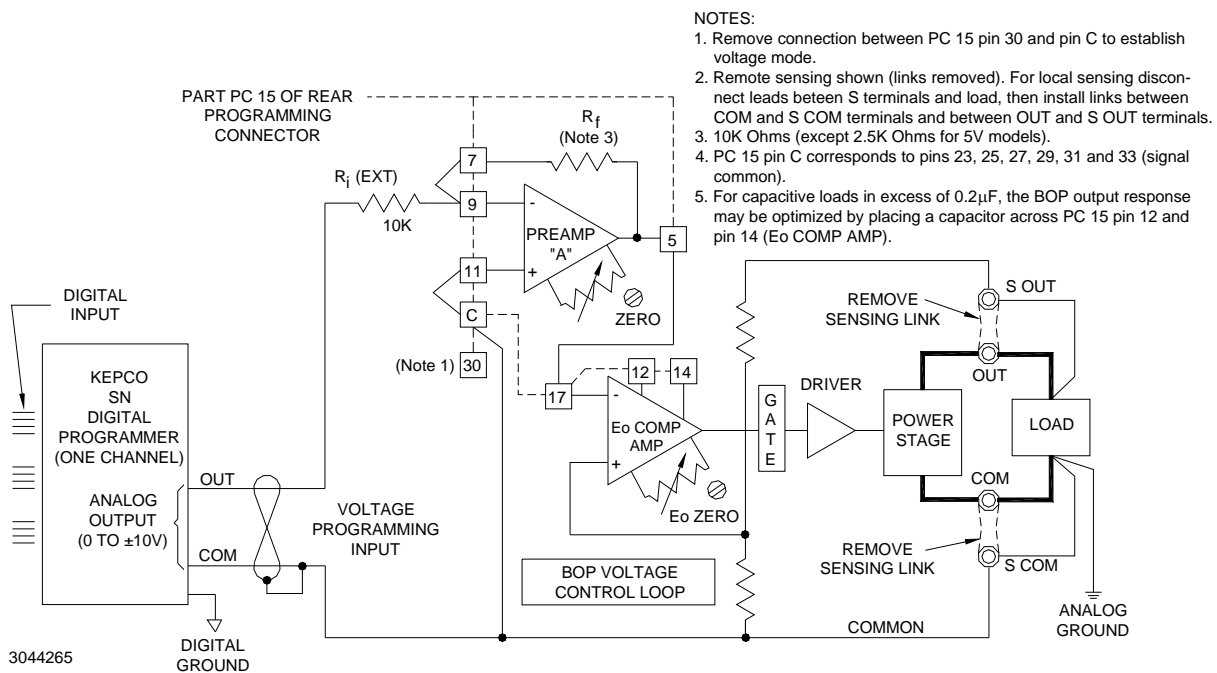 NOTES:
1. Remove connection between PC 15 pin 30 and pin C to establish
voltage mode.
2. Remote sensing shown (links removed). For local sensing discon-
nect leads beteen S terminals and load, then install links between
COM and S COM terminals and between OUT and S OUT terminals.
3. 10K Ohms (except 2.5K Ohms for 5V models).
4. PC 15 pin C corresponds to pins 23, 25, 27, 29, 31 and 33 (signal
common).
5. For capacitive loads in excess of 0.2μF, the BOP output response
may be optimized by placing a capacitor across PC 15 pin 12 and
pin 14 (Eo COMP AMP).
PART PC 15 OF REAR
PROGRAMMING
CONNECTOR
Rf
(Note 3)
7
Ri (EXT)
10K
9
-
PREAMP
"A"
+
5
11
C
ZERO
(Note 1)
30
DIGITAL
INPUT
KEPCO
SN
DIGITAL
PROGRAMMER
(ONE CHANNEL)
ANALOG
OUTPUT
(0 TO ±10V)
OUT
COM
VOLTAGE
PROGRAMMING
INPUT
DIGITAL
GROUND
17
12
14
-
Eo COMP
AMP
+
Eo ZERO
GATE
DRIVER
POWER
STAGE
REMOVE
SENSING LINK
S OUT
OUT
LOAD
COM
REMOVE
SENSING LINK
S COM
BOP VOLTAGE
CONTROL LOOP
COMMON
ANALOG
GROUND
3044265